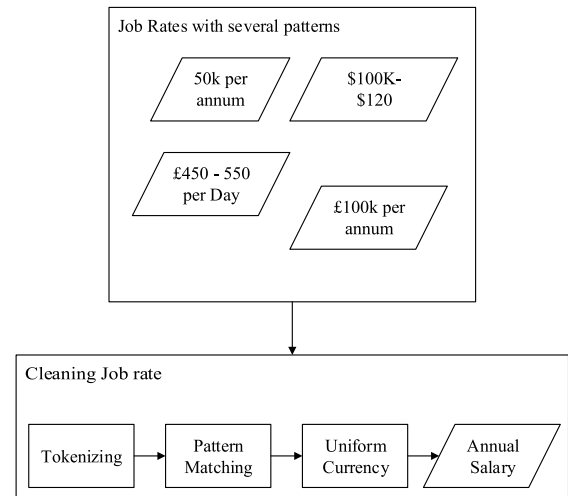 Job Rates with several patterns
50k per
annum
$100K-
$120
£450 - 550
per Day
£100k per
annum
Cleaning Job rate
Tokenizing
Pattern
Matching
Uniform
Currency
Annual
Salary